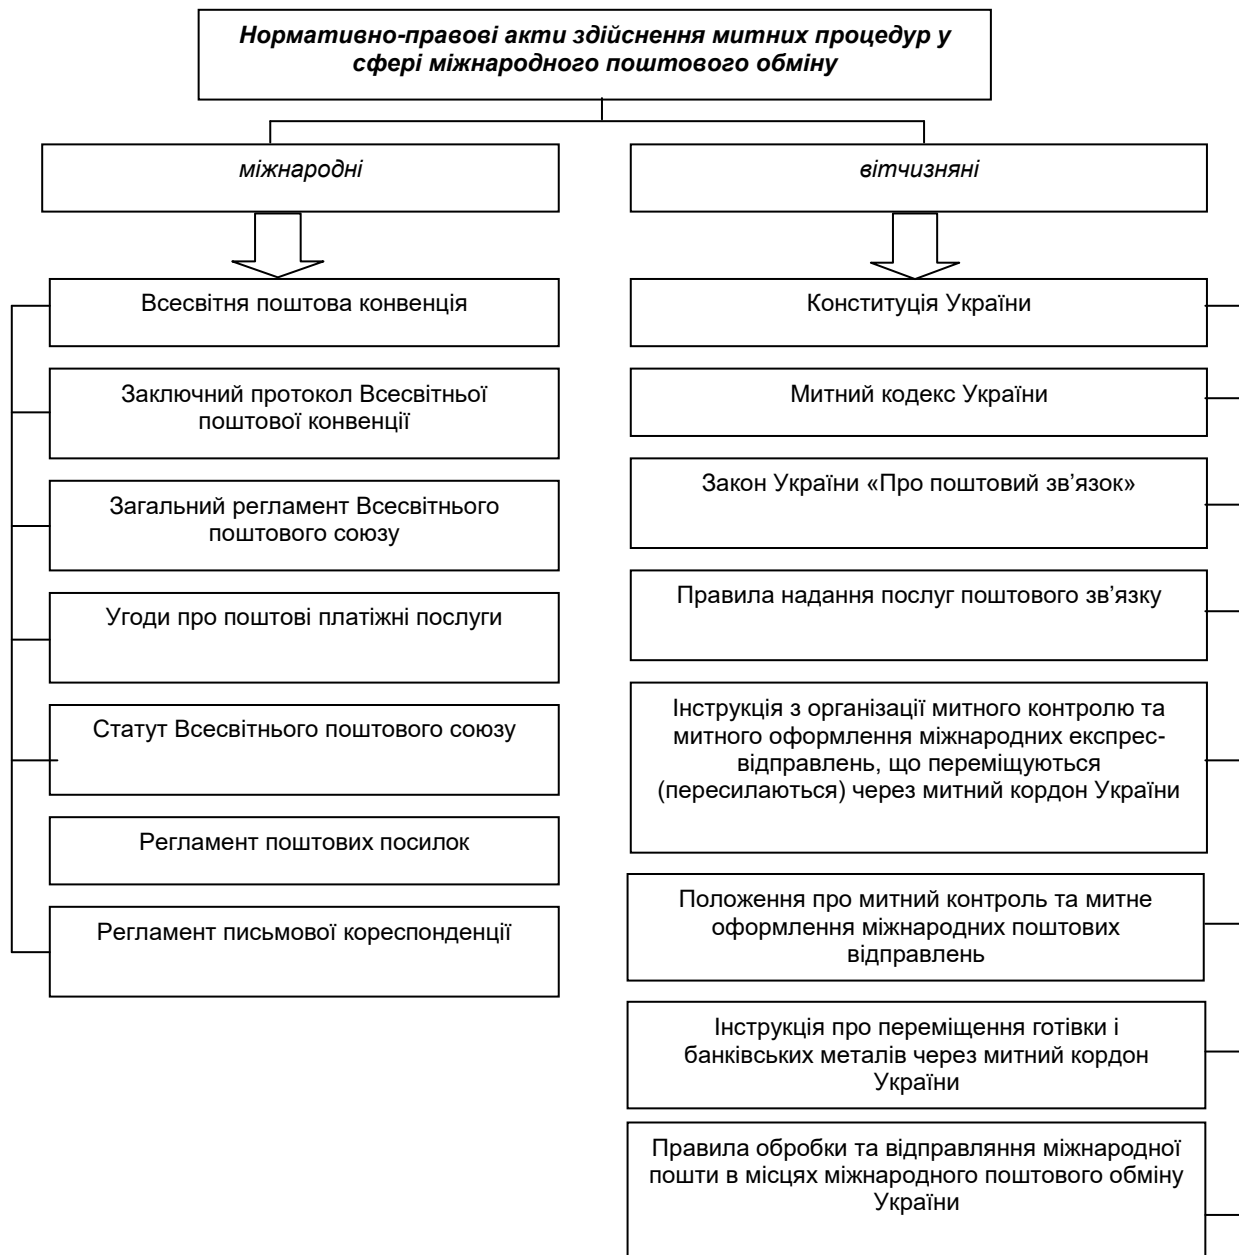 Нормативно-правові акти здійснення митних процедур у
сфері міжнародного поштового обміну
міжнародні
вітчизняні
Всесвітня поштова конвенція
Заключний протокол Всесвітньої
поштової конвенції
Загальний регламент Всесвітнього
поштового союзу
Угоди про поштові платіжні послуги
Статут Всесвітнього поштового союзу
Регламент поштових посилок
Регламент письмової кореспонденції
Конституція України
Митний кодекс України
Закон України «Про поштовий зв’язок»
Правила надання послуг поштового зв’язку
Інструкція з організації митного контролю та
митного оформлення міжнародних експрес-
відправлень, що переміщуються
(пересилаються) через митний кордон України
Положення про митний контроль та митне
оформлення міжнародних поштових
відправлень
Інструкція про переміщення готівки і
банківських металів через митний кордон
України
Правила обробки та відправляння міжнародної
пошти в місцях міжнародного поштового обміну
України